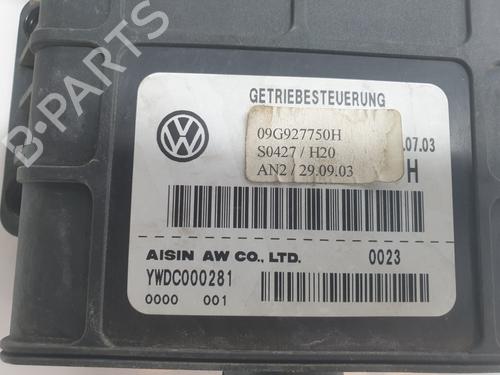 B-PARTS
GETRIEBESTEUERUNG
09G927750H
S0427 / H20
.07.03
AN2 / 29.09.03
H
AISIN AW CO., LTD. 0023
YWDC000281
0000 001